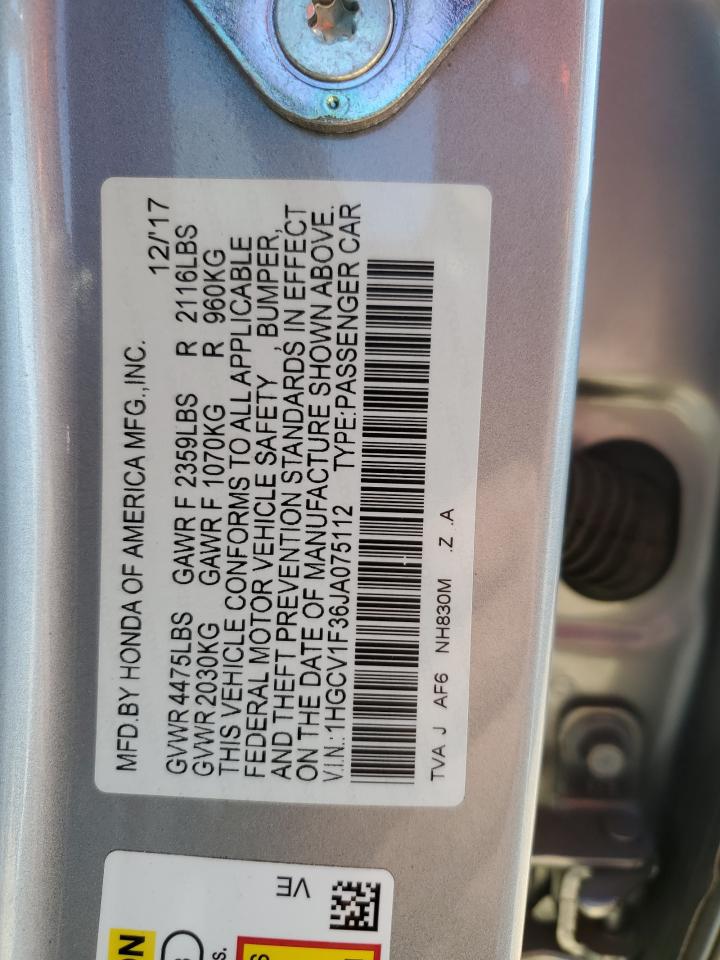 MFD.BY HONDA OF AMERICA MFG.,INC. 12/'17
GVWR 4475LBS GAWR F 2359LBS R 2116LBS
GVWR 2030KG GAWR F 1070KG R 960KG
THIS VEHICLE CONFORMS TO ALL APPLICABLE
FEDERAL MOTOR VEHICLE SAFETY , BUMPER,
AND THEFT PREVENTION STANDARDS IN EFFECT
ON THE DATE OF MANUFACTURE SHOWN ABOVE.
V.I.N.:1HGCV1F36JA075112 TYPE:PASSENGER CAR
TVA J AF6 NH830M .Z .A
VE